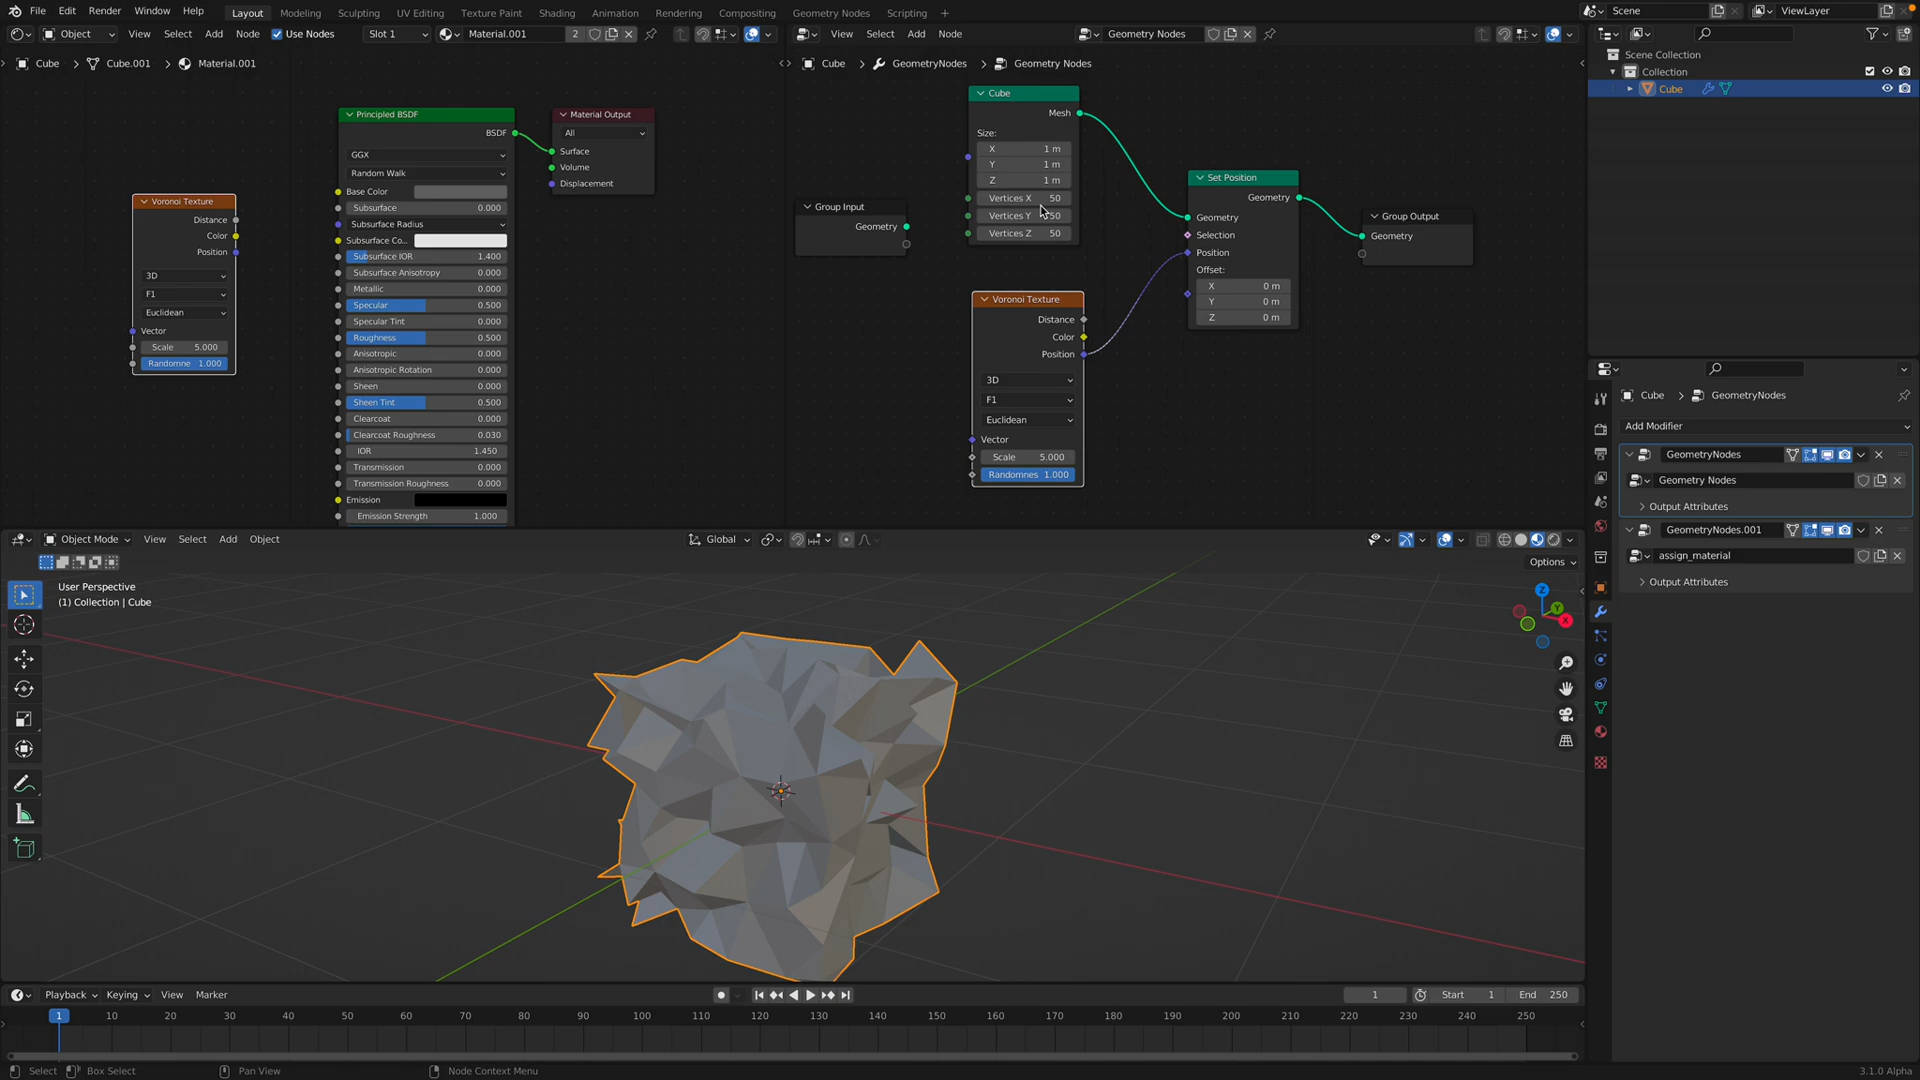 File Edit Render Window Help Layout Modeling Sculpting UV Editing Texture Paint Shading Animation Rendering Compositing Geometry Nodes Scripting + Scene ViewLayer
Object View Select Add Node Use Nodes Slot 1 Material.001 2
View Select Add Node Geometry Nodes
Cube > Cube.001 > Material.001
Cube > GeometryNodes > Geometry Nodes
Voronoi Texture
Distance
Color
Position
3D
F1
Euclidean
Vector
Scale 5.000
Randomne 1.000
Principled BSDF
BSDF
GGX
Random Walk
Base Color
Subsurface 0.000
Subsurface Radius
Subsurface Co...
Subsurface IOR 1.400
Subsurface Anisotropy 0.000
Metallic 0.000
Specular 0.500
Specular Tint 0.000
Roughness 0.500
Anisotropic 0.000
Anisotropic Rotation 0.000
Sheen 0.000
Sheen Tint 0.500
Clearcoat 0.000
Clearcoat Roughness 0.030
IOR 1.450
Transmission 0.000
Transmission Roughness 0.000
Emission
Emission Strength 1.000
Material Output
All
Surface
Volume
Displacement
Group Input
Geometry
Cube
Mesh
Size:
X 1 m
Y 1 m
Z 1 m
Vertices X 50
Vertices Y 50
Vertices Z 50
Voronoi Texture
Distance
Color
Position
3D
F1
Euclidean
Vector
Scale 5.000
Randomnes 1.000
Set Position
Geometry
Geometry
Selection
Position
Offset:
X 0 m
Y 0 m
Z 0 m
Group Output
Geometry
Scene Collection
Collection
Cube
Cube > GeometryNodes
Add Modifier
GeometryNodes
Geometry Nodes
> Output Attributes
GeometryNodes.001
assign_material
> Output Attributes
Object Mode View Select Add Object Global
Options
User Perspective
(1) Collection | Cube
Z
Y
X
Playback Keying View Marker 1 Start 1 End 250
1 10 20 30 40 50 60 70 80 90 100 110 120 130 140 150 160 170 180 190 200 210 220 230 240 250
Select Box Select Pan View Node Context Menu 3.1.0 Alpha